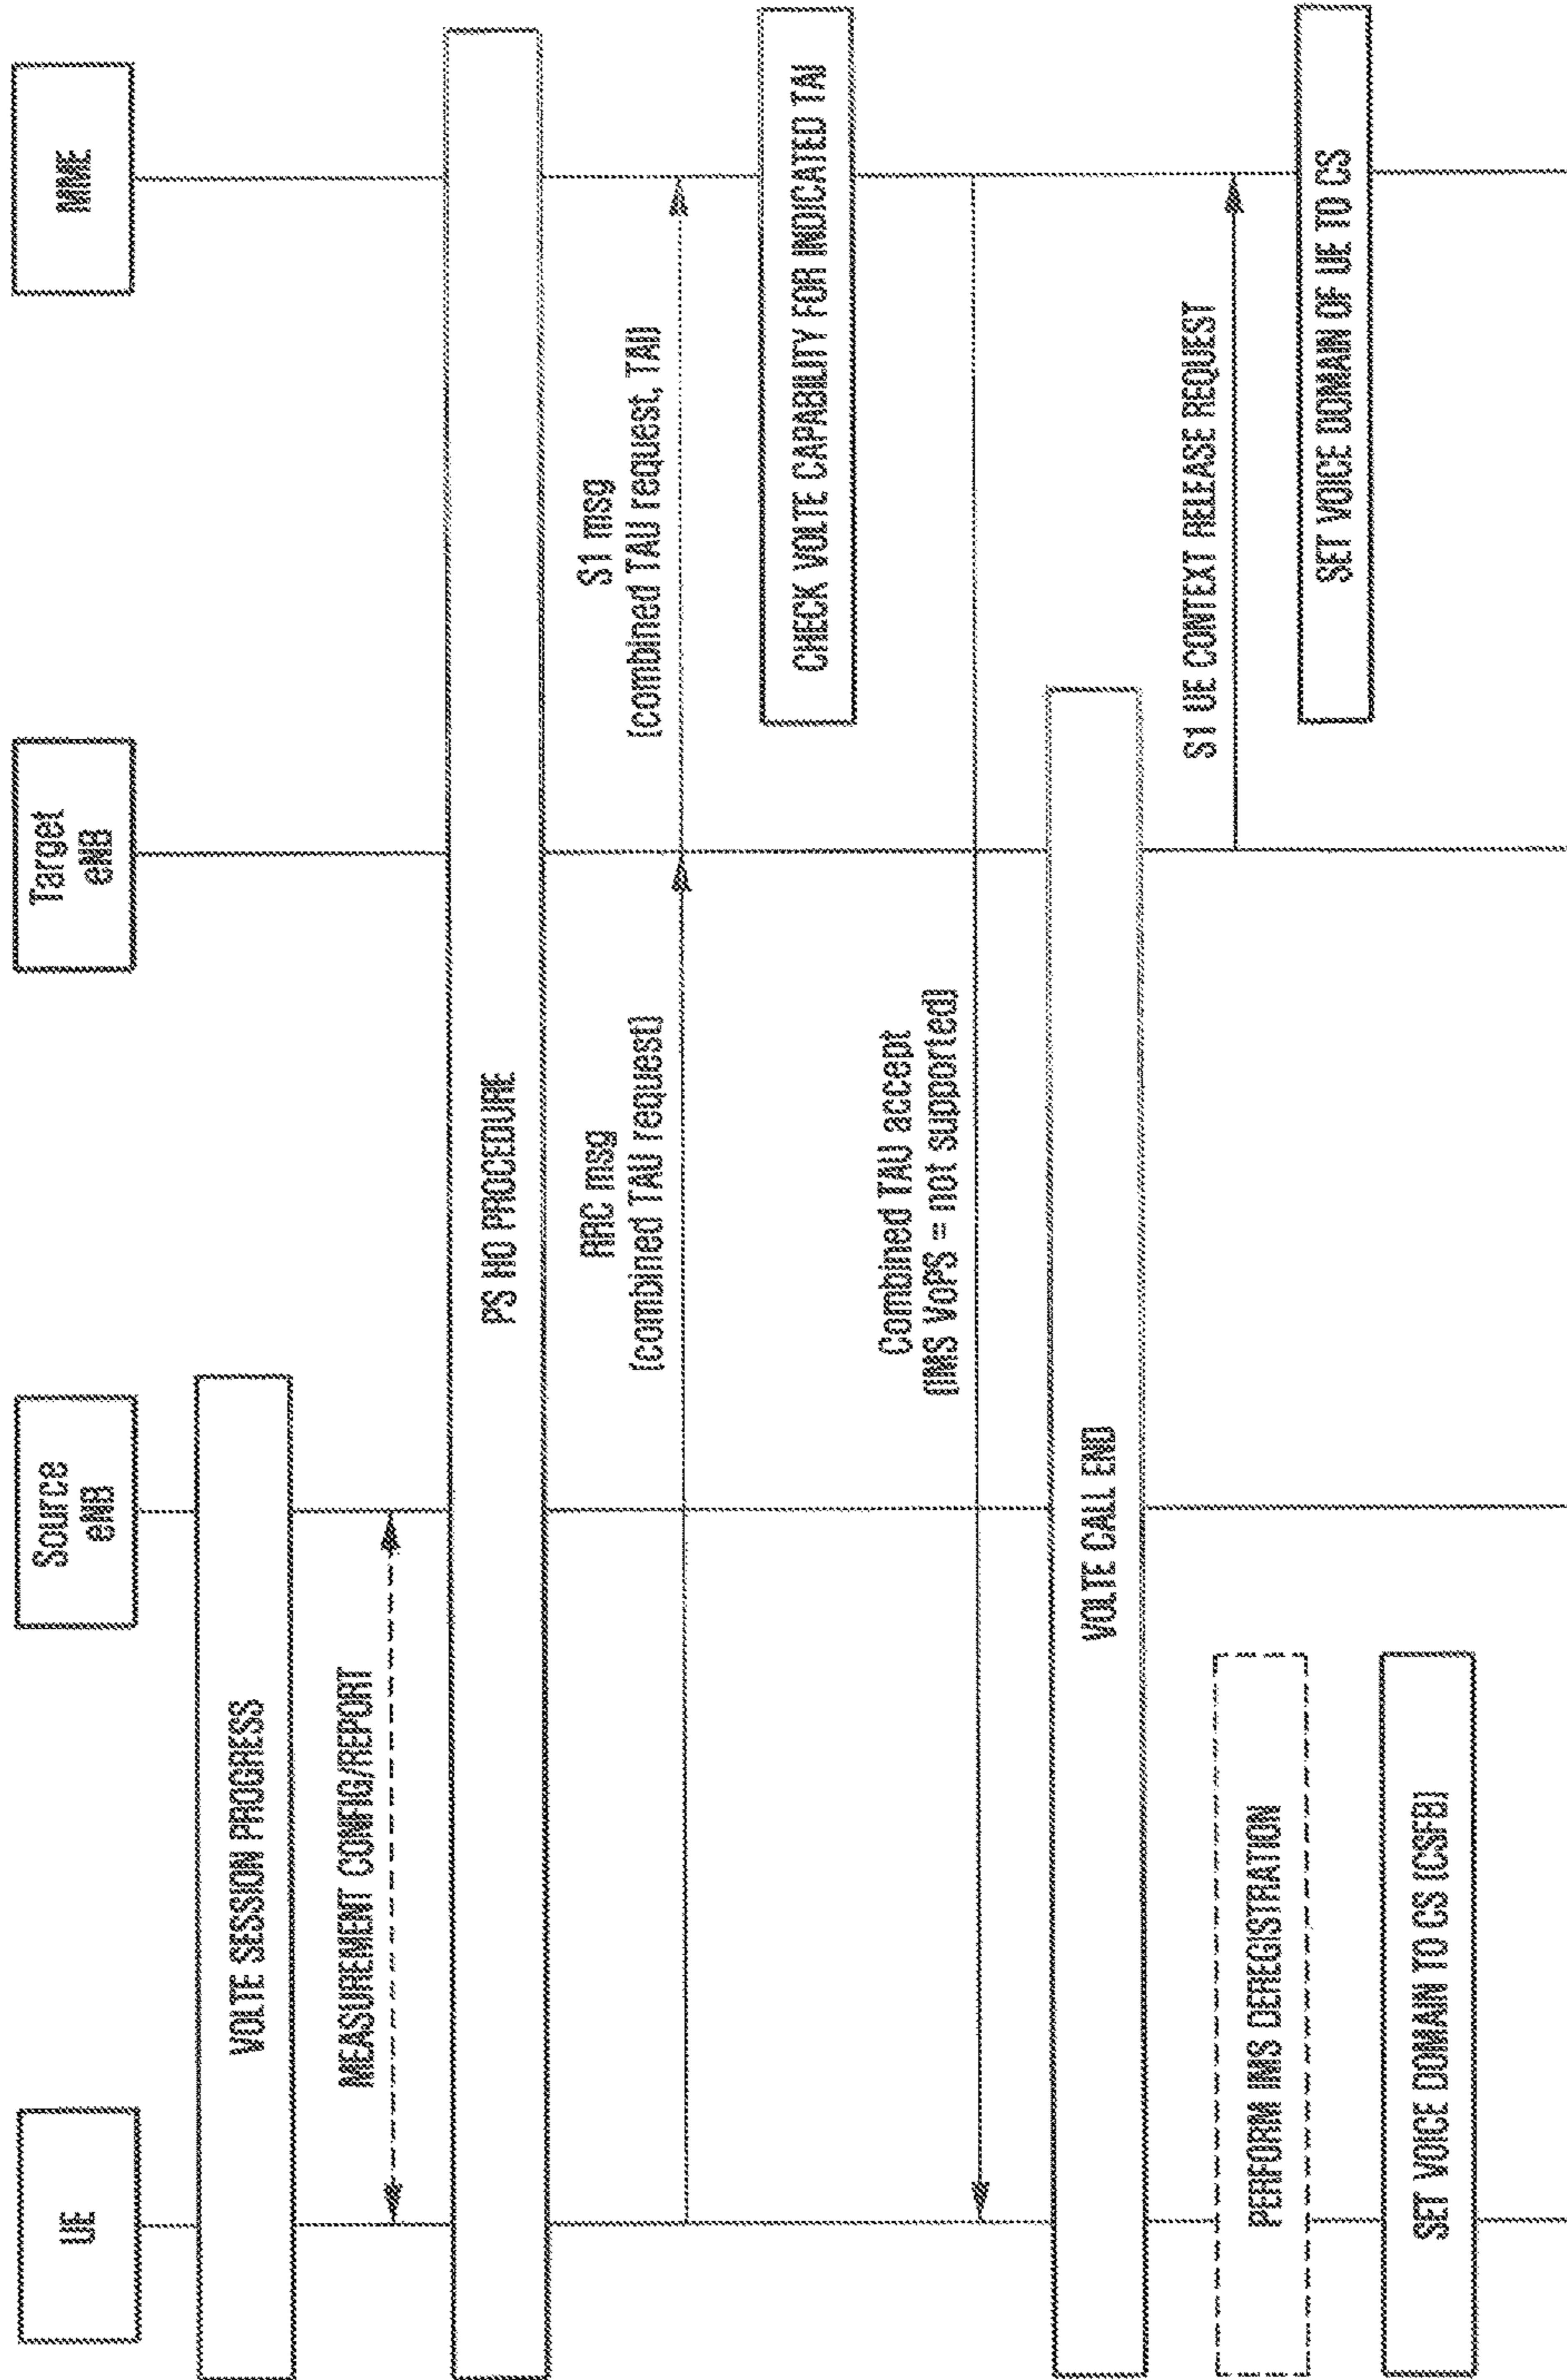 UE
Source
eNB
Target
eNB
MME
VOLTE SESSION PROGRESS
MEASUREMENT CONFIG/REPORT
PS HO PROCEDURE
RRC msg
(combined TAU request)
S1 msg
(combined TAU request, TAI)
CHECK VOLTE CAPABILITY FOR INDICATED TAI
Combined TAU accept
(IMS VoPS = not supported)
VOLTE CALL END
PERFORM IMS DEREGISTRATION
S1 UE CONTEXT RELEASE REQUEST
SET VOICE DOMAIN OF UE TO CS
SET VOICE DOMAIN TO CS (CSFB)